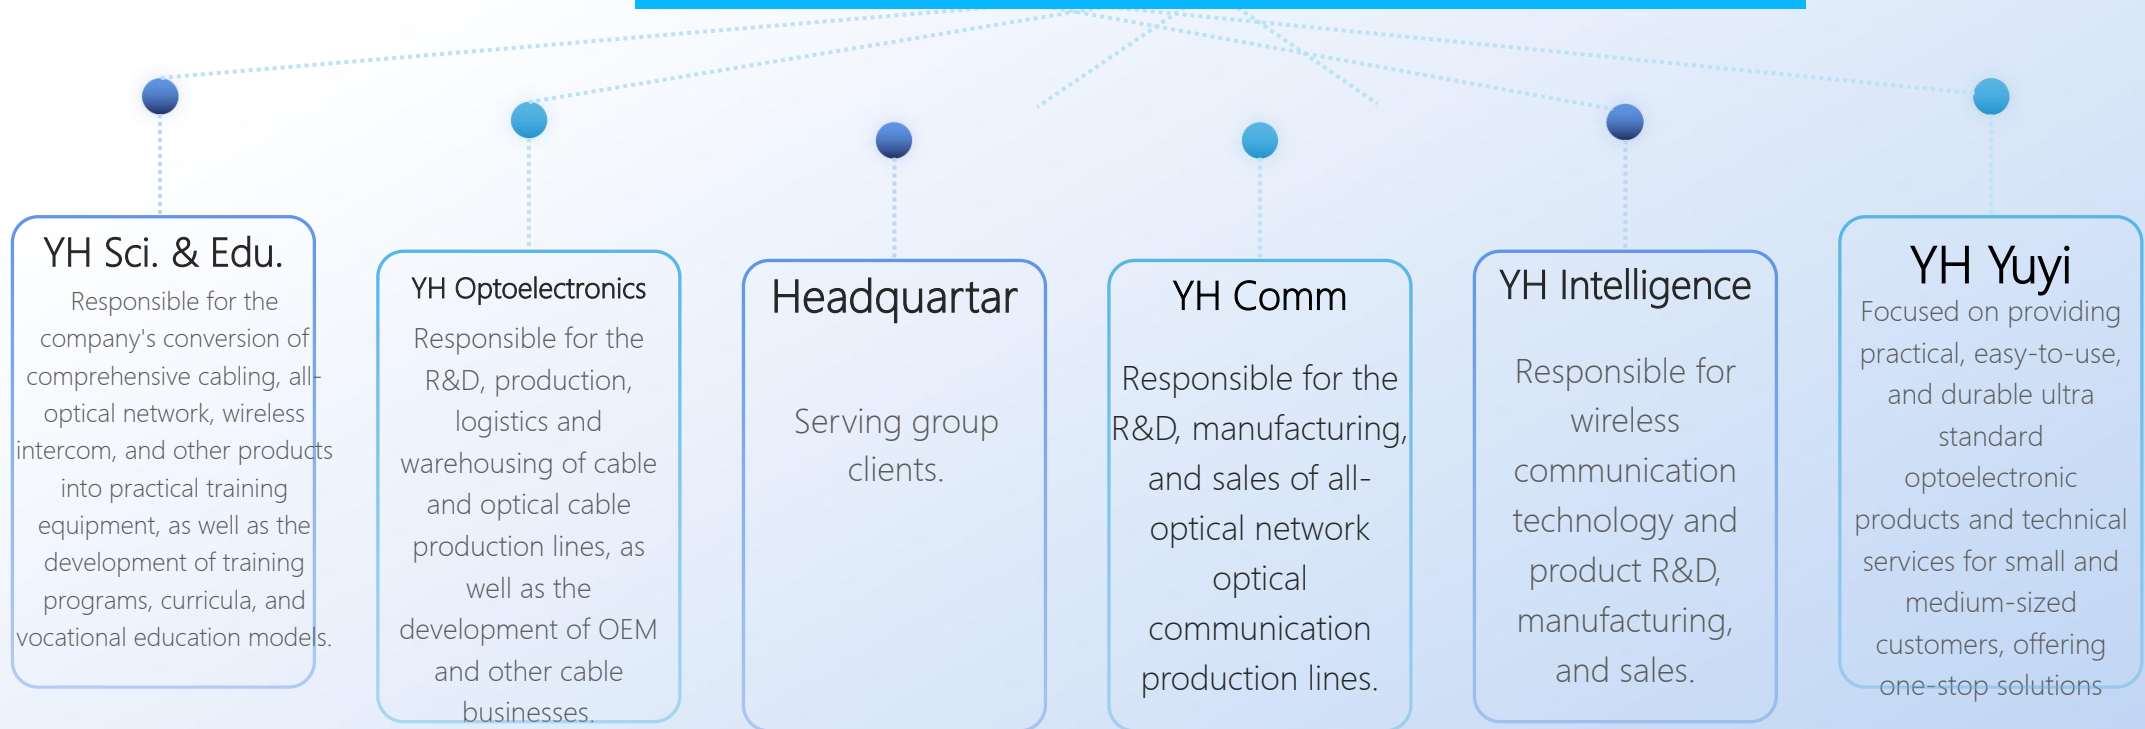 YH Sci. & Edu.
Responsible for the
company's conversion of
comprehensive cabling, all-
optical network, wireless
intercom, and other products
into practical training
equipment, as well as the
development of training
programs, curricula, and
vocational education models.
YH Optoelectronics
Responsible for the
R&D, production,
logistics and
warehousing of cable
and optical cable
production lines, as
well as the
development of OEM
and other cable
businesses.
Headquartar
Serving group
clients.
YH Comm
Responsible for the
R&D, manufacturing,
and sales of all-
optical network
optical
communication
production lines.
YH Intelligence
Responsible for
wireless
communication
technology and
product R&D,
manufacturing,
and sales.
YH Yuyi
Focused on providing
practical, easy-to-use,
and durable ultra
standard
optoelectronic
products and technical
services for small and
medium-sized
customers, offering
one-stop solutions